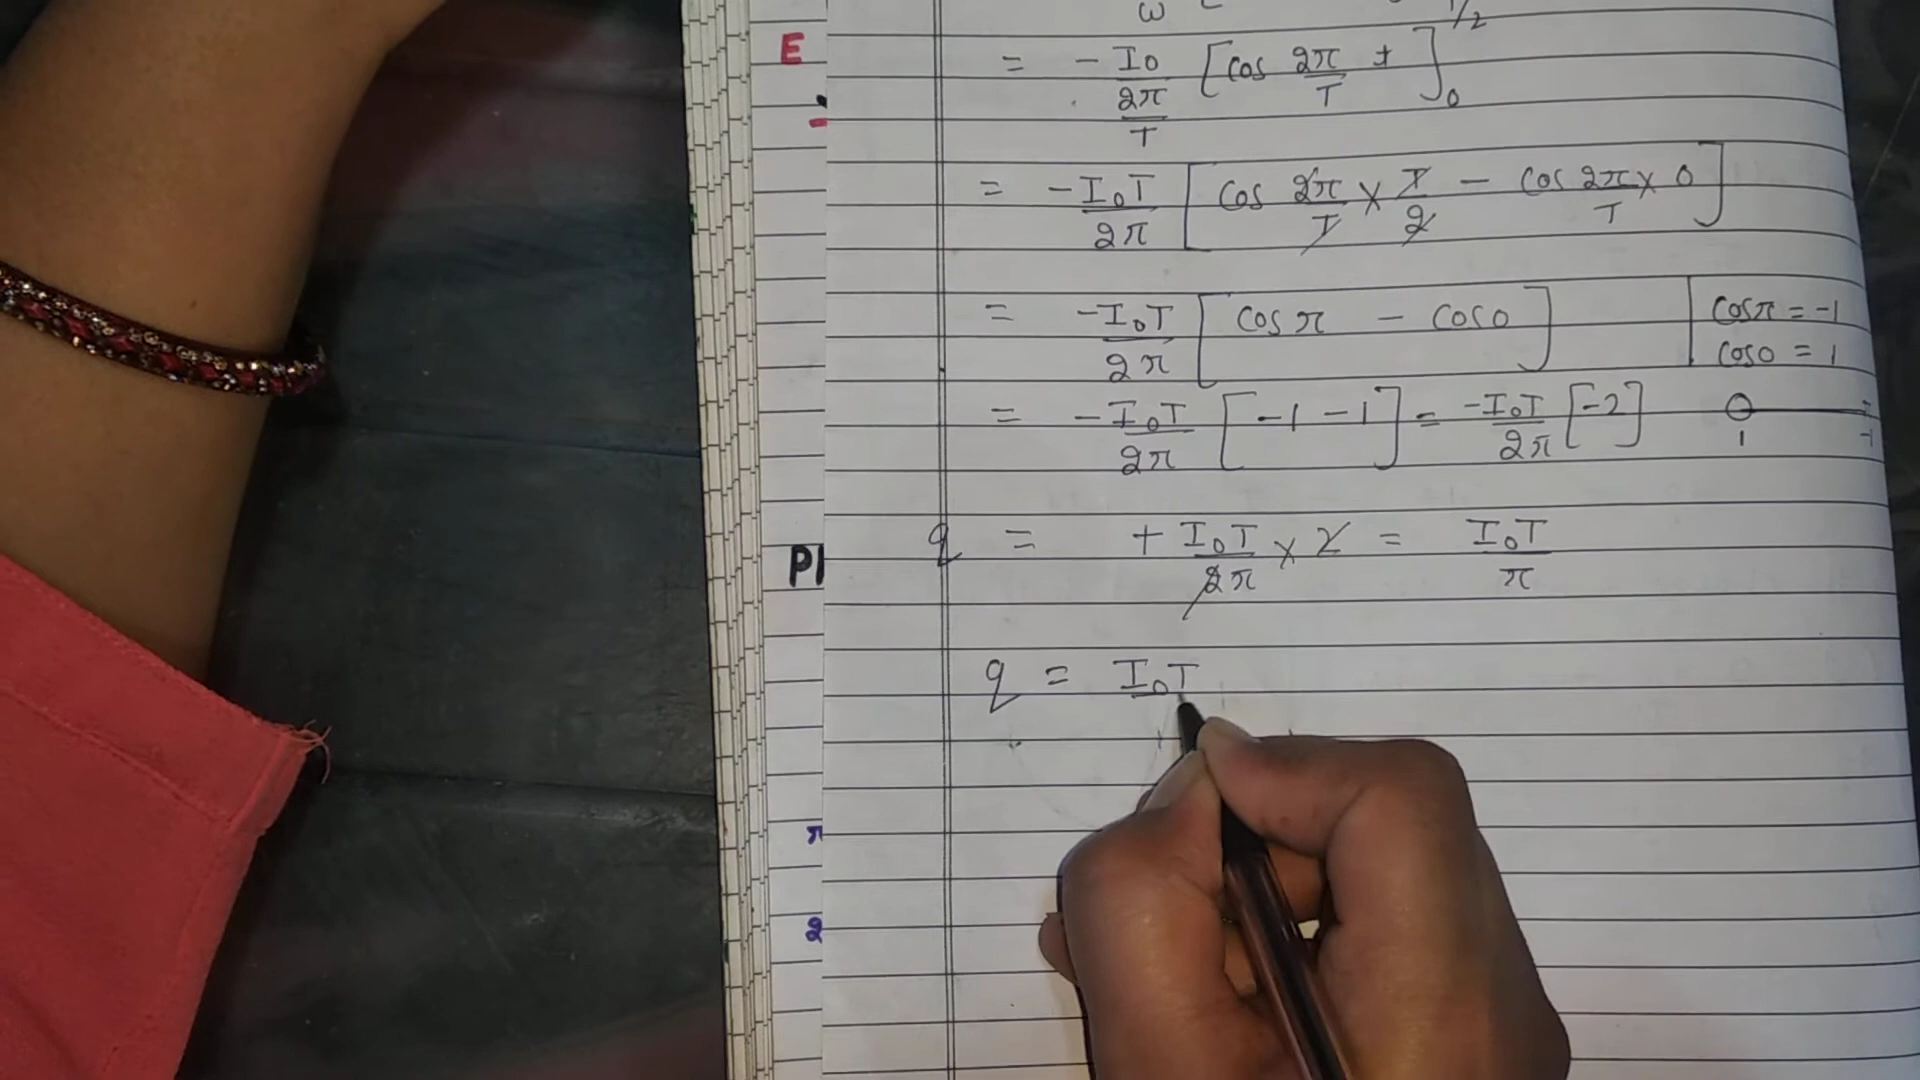 ω
E = - I₀/(2π/T) [cos 2π/T t]₀^T/2
= -I₀T/2π [cos 2π/T × T/2 - cos 2π/T × 0]
= -I₀T/2π [cos π - cos 0] cos π = -1
cos 0 = 1
= -I₀T/2π [-1 -1] = -I₀T/2π [-2] 0
1 -1
q = + I₀T/2π × 2 = I₀T/π
P
q = I₀T
π
2